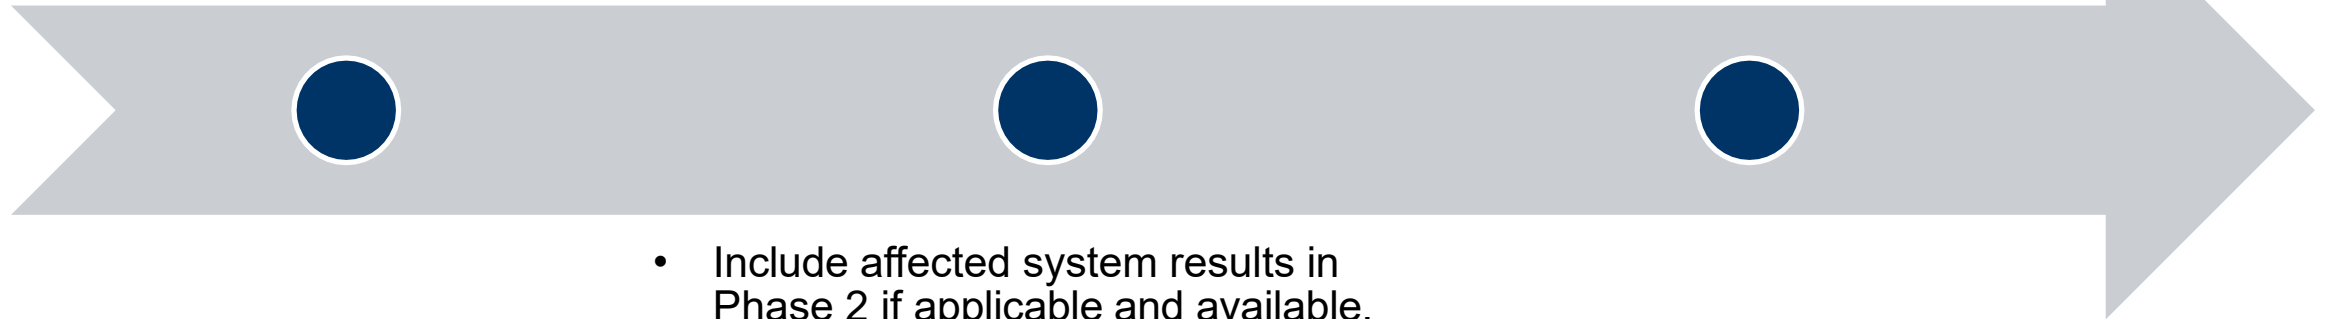 • Include affected system results in
Phase 2 if applicable and available.